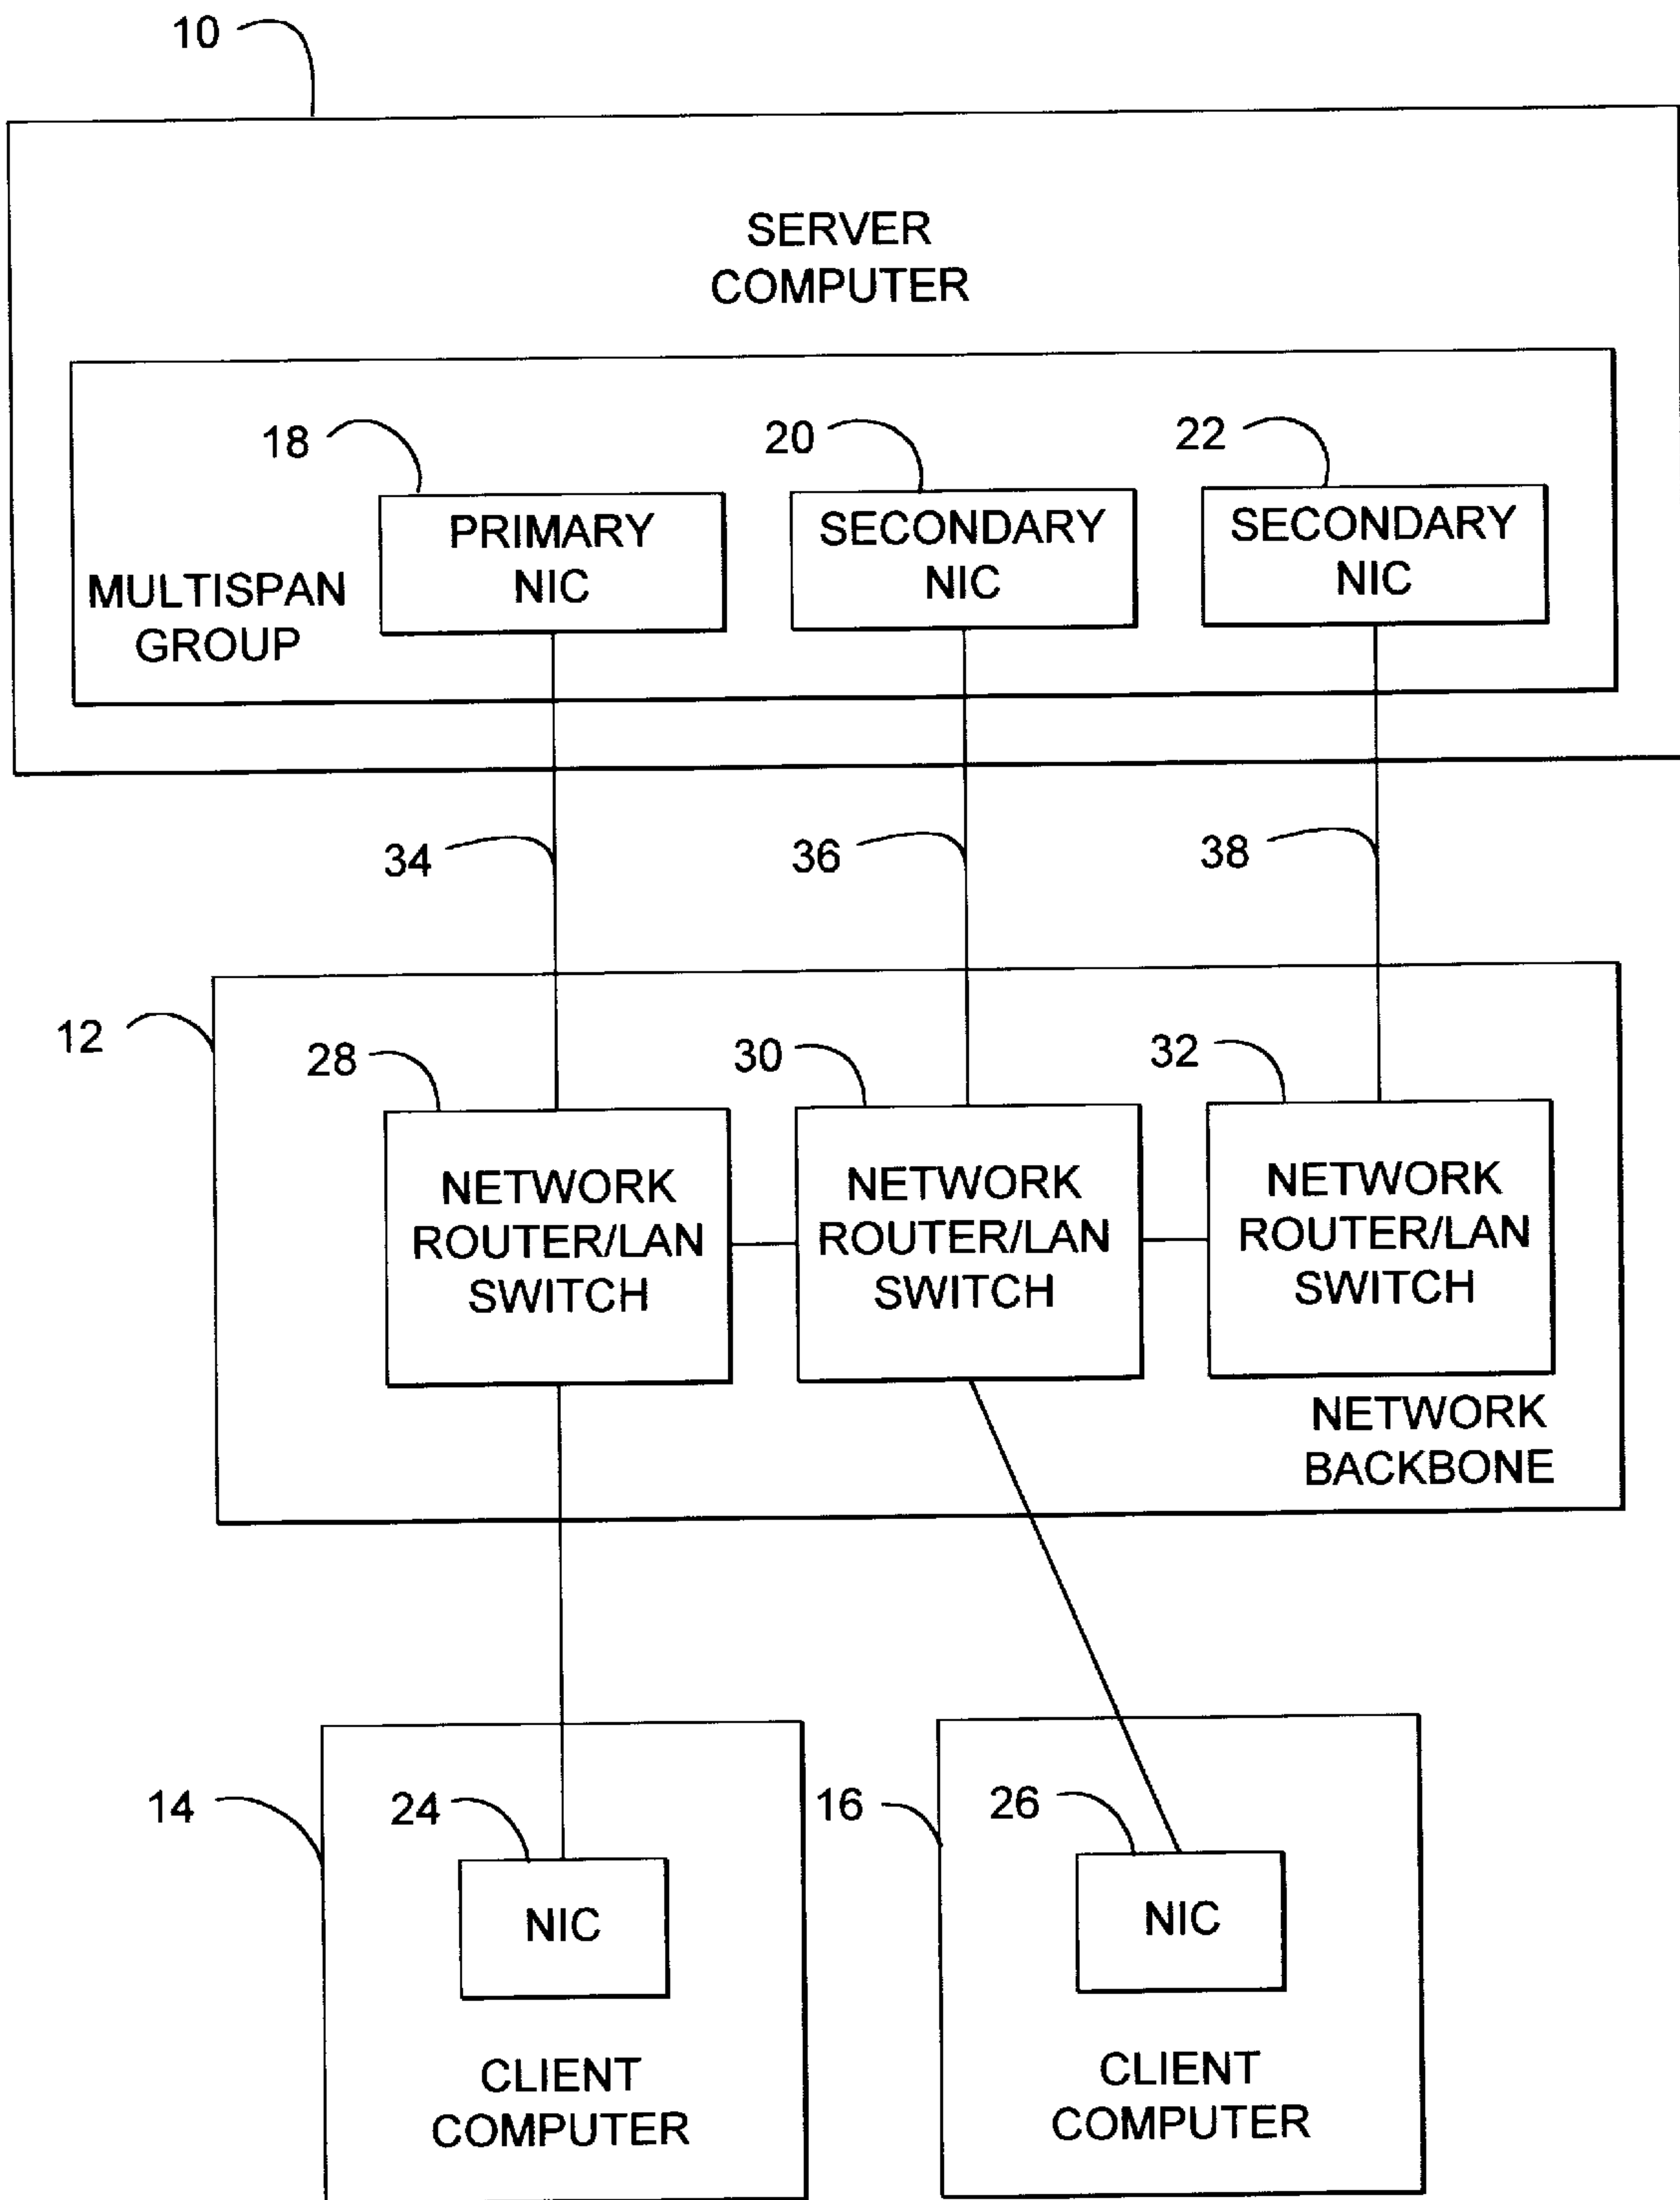 10
SERVER
COMPUTER
18
20
22
PRIMARY
NIC
SECONDARY
NIC
SECONDARY
NIC
MULTISPAN
GROUP
34
36
38
12
28
30
32
NETWORK
ROUTER/LAN
SWITCH
NETWORK
ROUTER/LAN
SWITCH
NETWORK
ROUTER/LAN
SWITCH
NETWORK
BACKBONE
14
24
16
26
NIC
NIC
CLIENT
COMPUTER
CLIENT
COMPUTER